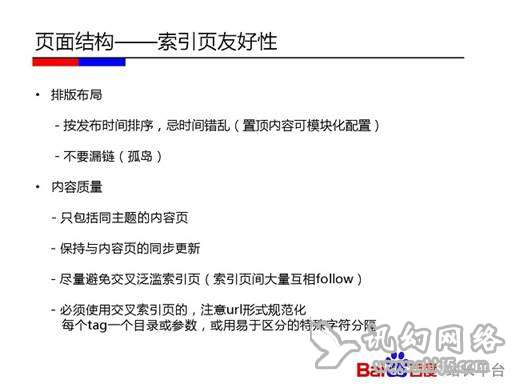 页面结构——索引页友好性
• 排版布局
- 按发布时间排序，忌时间错乱（置顶内容可模块化配置）
- 不要漏链（孤岛）
• 内容质量
- 只包括同主题的内容页
- 保持与内容页的同步更新
- 尽量避免交叉泛滥索引页（索引页间大量互相follow）
- 必须使用交叉索引页的，注意url形式规范化
每个tag一个目录或参数，或用易于区分的特殊字符分隔
讯幻网络
Bai 百度 站长平台